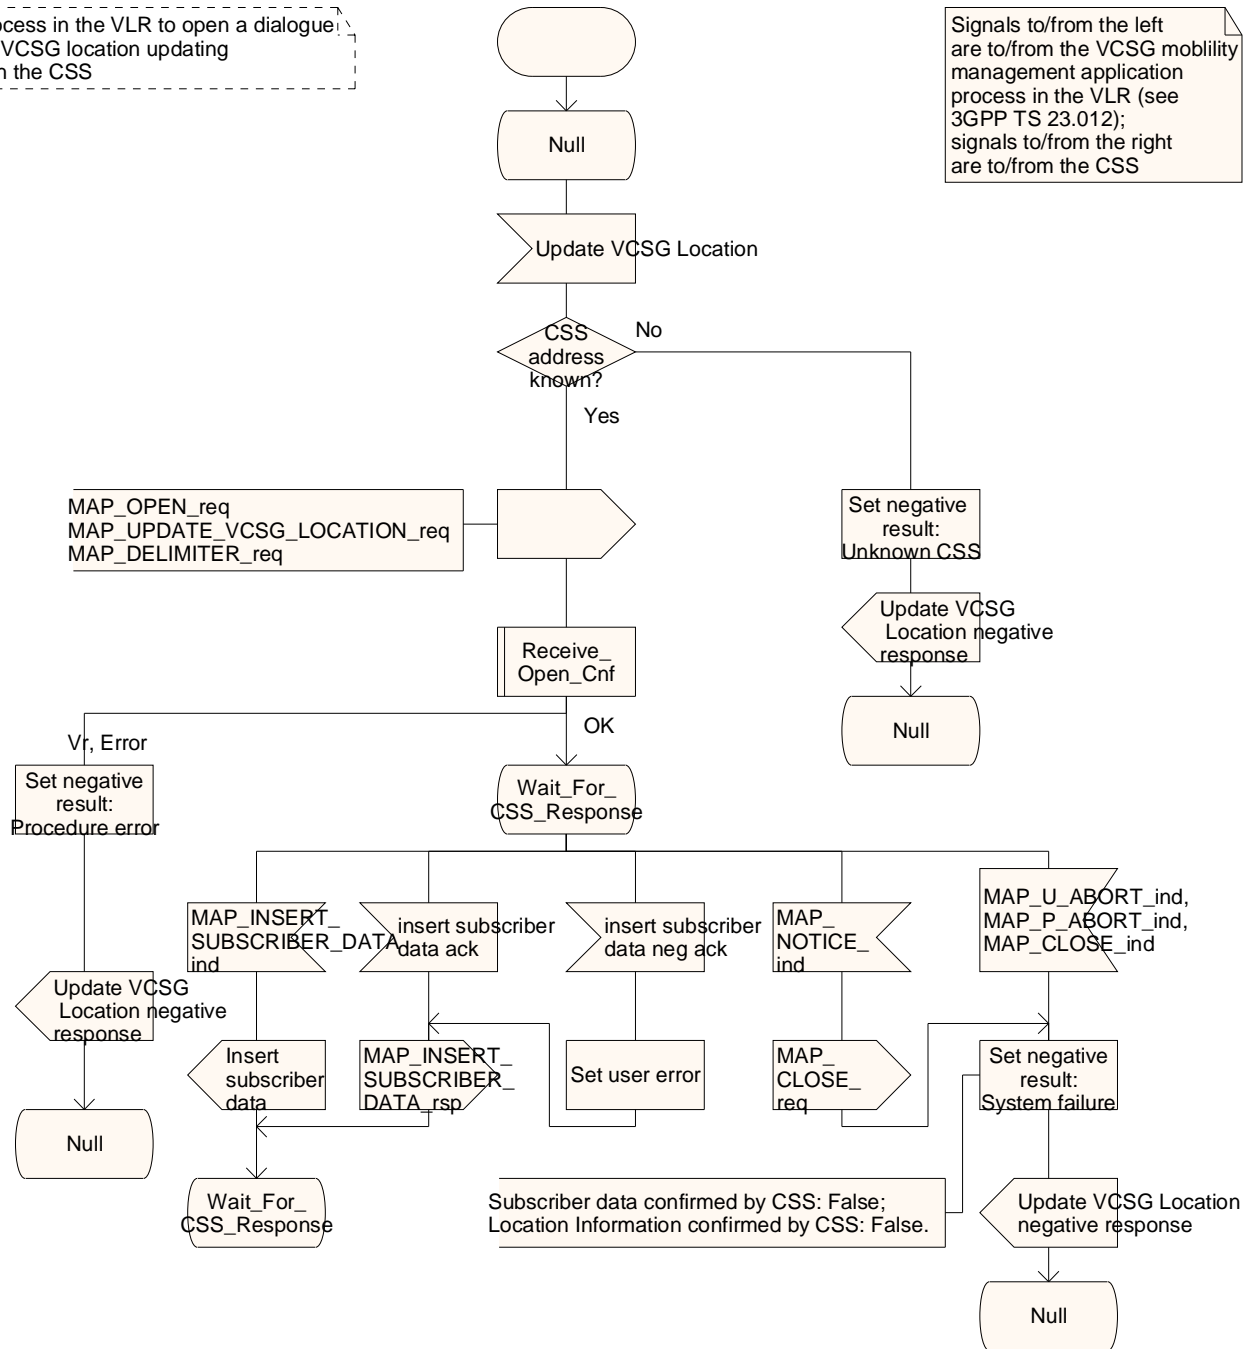 cess in the VLR to open a dialogue
VCSG location updating
the CSS
Signals to/from the left
are to/from the VCSG moblility
management application
process in the VLR (see
3GPP TS 23.012);
signals to/from the right
are to/from the CSS
Null
Update VCSG Location
CSS
address
known?
No
Yes
MAP_OPEN_req
MAP_UPDATE_VCSG_LOCATION_req
MAP_DELIMITER_req
Set negative
result:
Unknown CSS
Update VCSG
Location negative
response
Null
Receive_
Open_Cnf
OK
Vr, Error
Set negative
result:
Procedure error
Wait_For_
CSS_Response
MAP_INSERT_
SUBSCRIBER_DATA_
ind
insert subscriber
data ack
insert subscriber
data neg ack
MAP_
NOTICE_
ind
MAP_U_ABORT_ind,
MAP_P_ABORT_ind,
MAP_CLOSE_ind
Update VCSG
Location negative
response
Insert
subscriber
data
MAP_INSERT_
SUBSCRIBER_
DATA_rsp
Set user error
MAP_
CLOSE_
req
Set negative
result:
System failure
Null
Wait_For_
CSS_Response
Subscriber data confirmed by CSS: False;
Location Information confirmed by CSS: False.
Update VCSG Location
negative response
Null